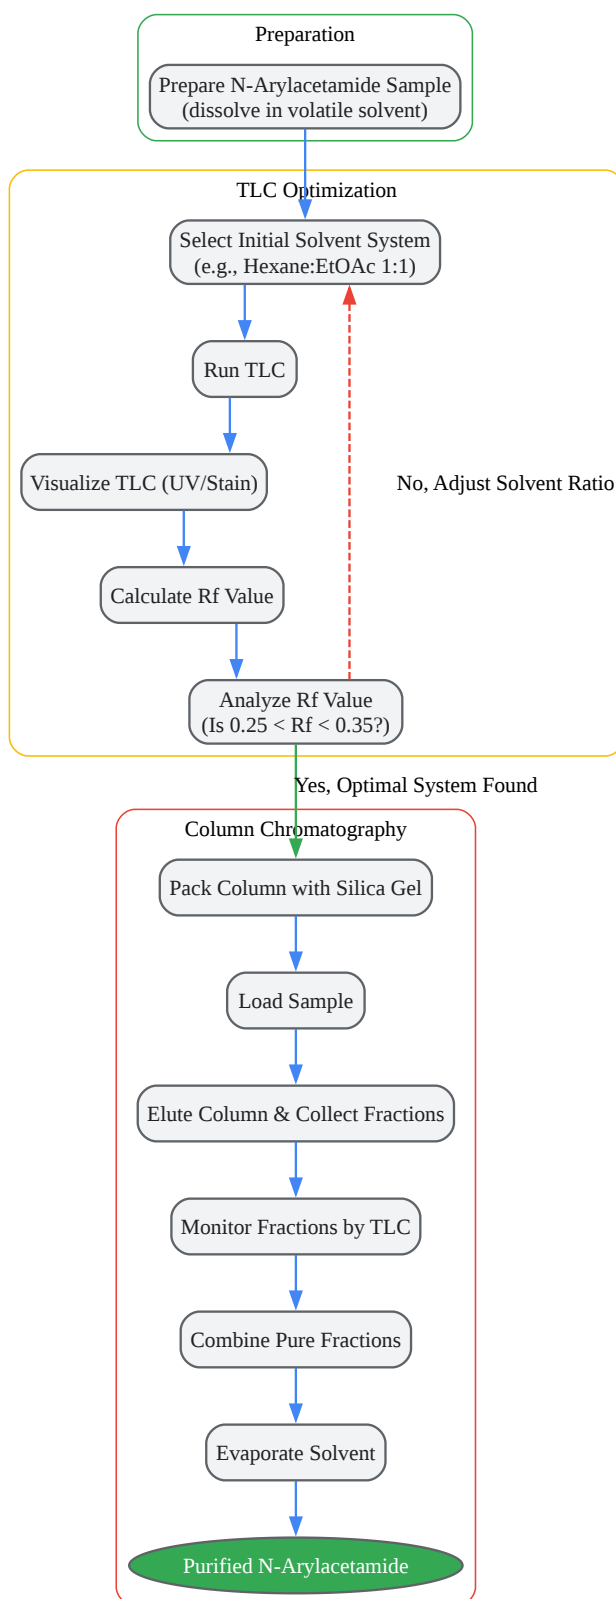 Preparation
Prepare N-Arylacetamide Sample
(dissolve in volatile solvent)
TLC Optimization
Select Initial Solvent System
(e.g., Hexane:EtOAc 1:1)
Run TLC
Visualize TLC (UV/Stain)
No, Adjust Solvent Ratio
Calculate Rf Value
Analyze Rf Value
(Is 0.25 < Rf < 0.35?)
Yes, Optimal System Found
Column Chromatography
Pack Column with Silica Gel
Load Sample
Elute Column & Collect Fractions
Monitor Fractions by TLC
Combine Pure Fractions
Evaporate Solvent
Purified N-Arylacetamide